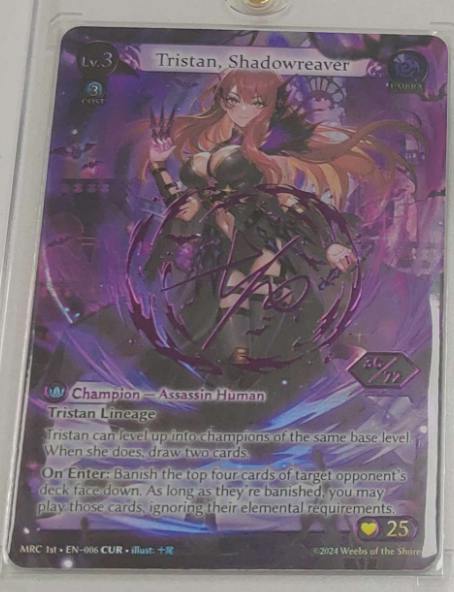 Lv.3
Tristan, Shadowreaver
3
COST
UMBRA
Champion — Assassin Human
Tristan Lineage
Tristan can level up into champions of the same base level.
When she does, draw two cards.
On Enter: Banish the top four cards of target opponent's
deck face down. As long as they're banished, you may
play those cards, ignoring their elemental requirements.
25
MRC 1st • EN-006 CUR • illust: 十尾
©2024 Weebs of the Shore